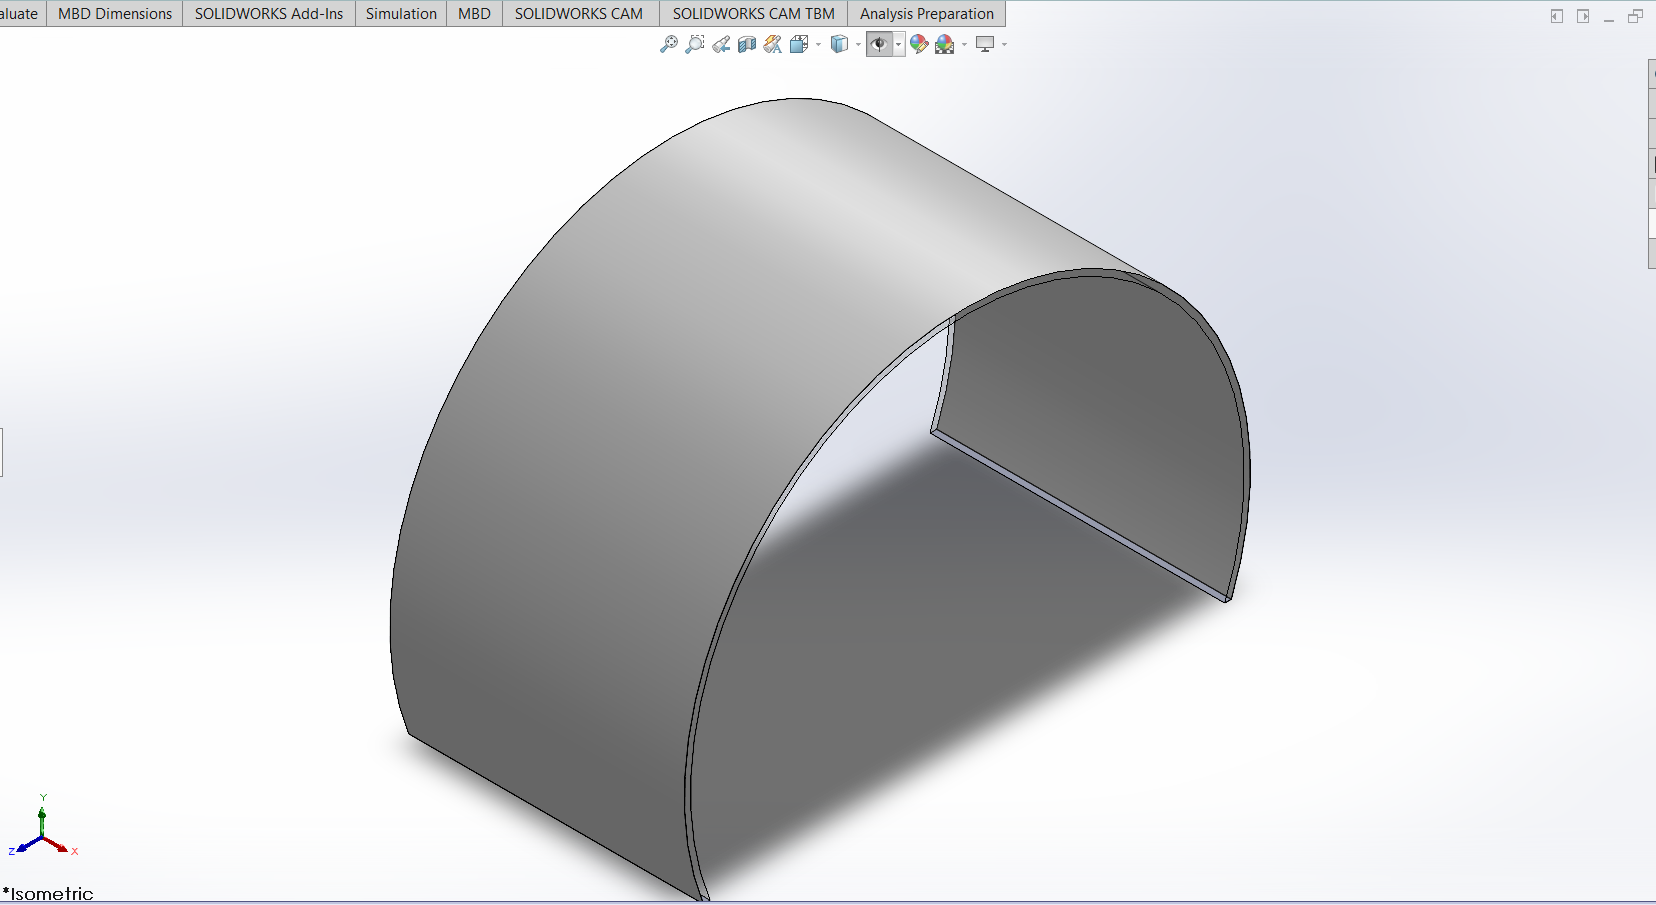 aluate MBD Dimensions SOLIDWORKS Add-Ins Simulation MBD SOLIDWORKS CAM SOLIDWORKS CAM TBM Analysis Preparation
Y
Z X
*Isometric